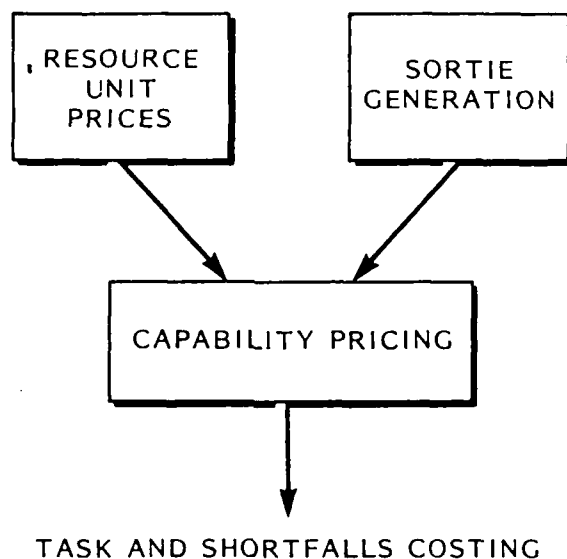 RESOURCE
UNIT
PRICES
SORTIE
GENERATION
CAPABILITY PRICING
TASK AND SHORTFALLS COSTING